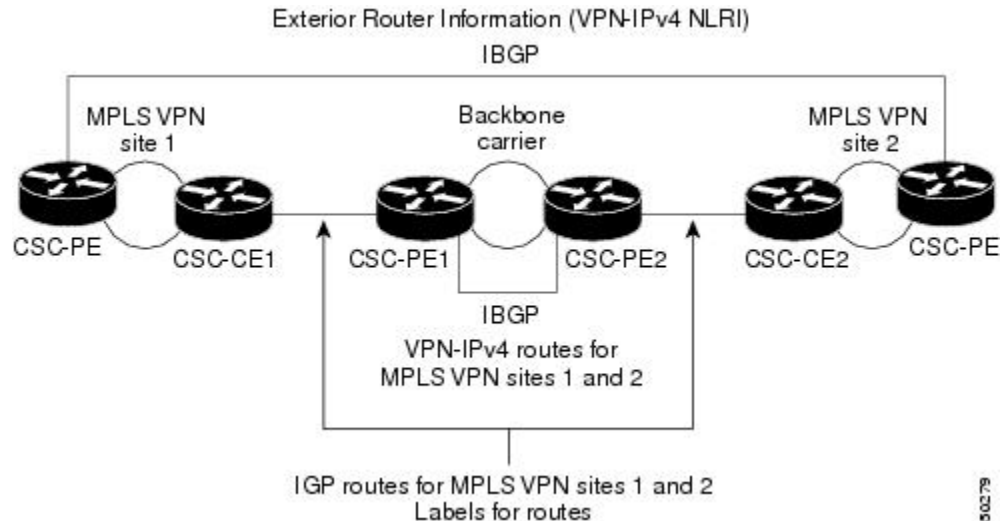 Exterior Router Information (VPN-IPv4 NLRI)
IBGP
MPLS VPN
site 1
Backbone
carrier
MPLS VPN
site 2
CSC-PE
CSC-CE1
CSC-PE1
CSC-PE2
CSC-CE2
CSC-PE
IBGP
VPN-IPv4 routes for
MPLS VPN sites 1 and 2
IGP routes for MPLS VPN sites 1 and 2
Labels for routes
50279